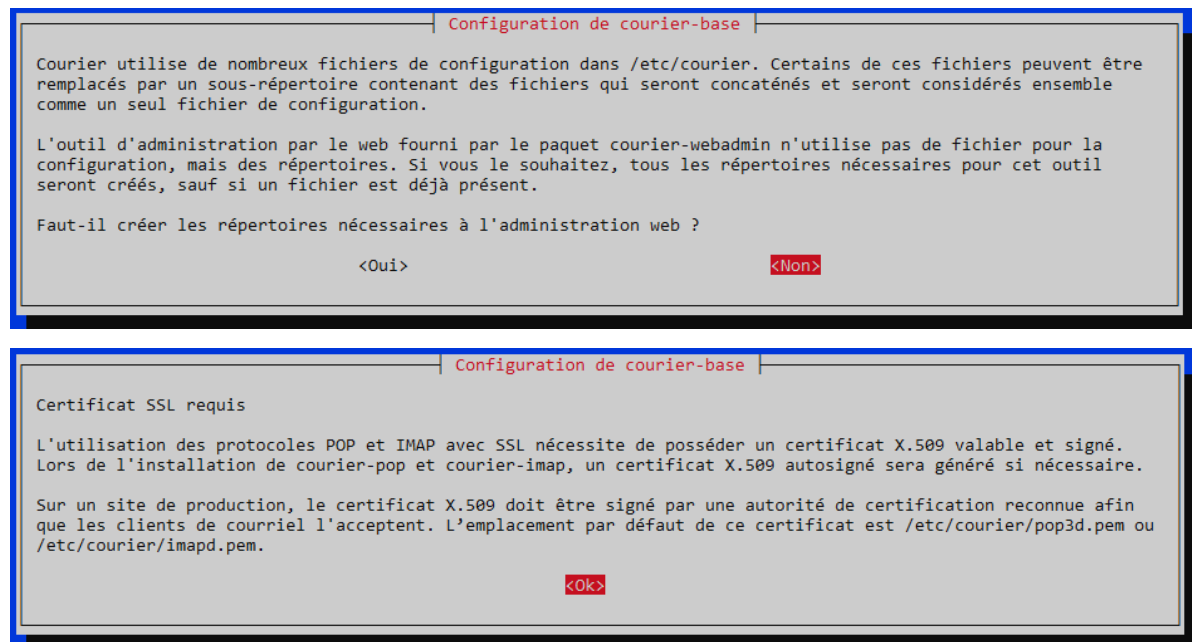 Configuration de courier-base
Courier utilise de nombreux fichiers de configuration dans /etc/courier. Certains de ces fichiers peuvent être
remplacés par un sous-répertoire contenant des fichiers qui seront concaténés et seront considérés ensemble
comme un seul fichier de configuration.
L'outil d'administration par le web fourni par le paquet courier-webadmin n'utilise pas de fichier pour la
configuration, mais des répertoires. Si vous le souhaitez, tous les répertoires nécessaires pour cet outil
seront créés, sauf si un fichier est déjà présent.
Faut-il créer les répertoires nécessaires à l'administration web ?
<Oui> <Non>
Configuration de courier-base
Certificat SSL requis
L'utilisation des protocoles POP et IMAP avec SSL nécessite de posséder un certificat X.509 valable et signé.
Lors de l'installation de courier-pop et courier-imap, un certificat X.509 autosigné sera généré si nécessaire.
Sur un site de production, le certificat X.509 doit être signé par une autorité de certification reconnue afin
que les clients de courriel l'acceptent. L’emplacement par défaut de ce certificat est /etc/courier/pop3d.pem ou
/etc/courier/imapd.pem.
<Ok>